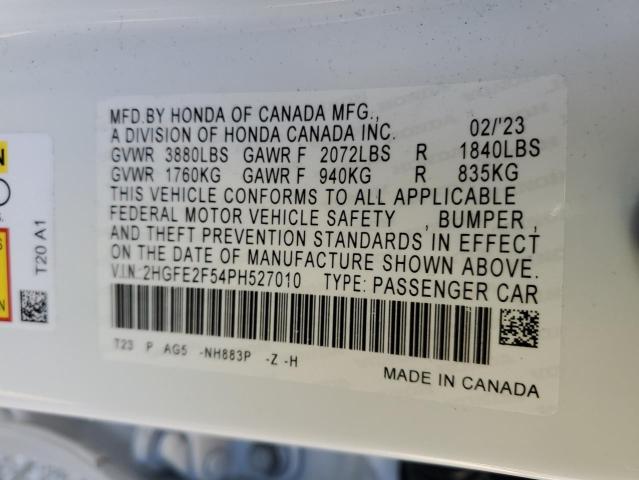 MFD.BY HONDA OF CANADA MFG.,
A DIVISION OF HONDA CANADA INC. 02/'23
GVWR 3880LBS GAWR F 2072LBS R 1840LBS
GVWR 1760KG GAWR F 940KG R 835KG
THIS VEHICLE CONFORMS TO ALL APPLICABLE
FEDERAL MOTOR VEHICLE SAFETY , BUMPER,
AND THEFT PREVENTION STANDARDS IN EFFECT
ON THE DATE OF MANUFACTURE SHOWN ABOVE.
V.I.N:2HGFE2F54PH527010 TYPE: PASSENGER CAR
T23 P AG5 -NH883P -Z -H
MADE IN CANADA
T20 A1